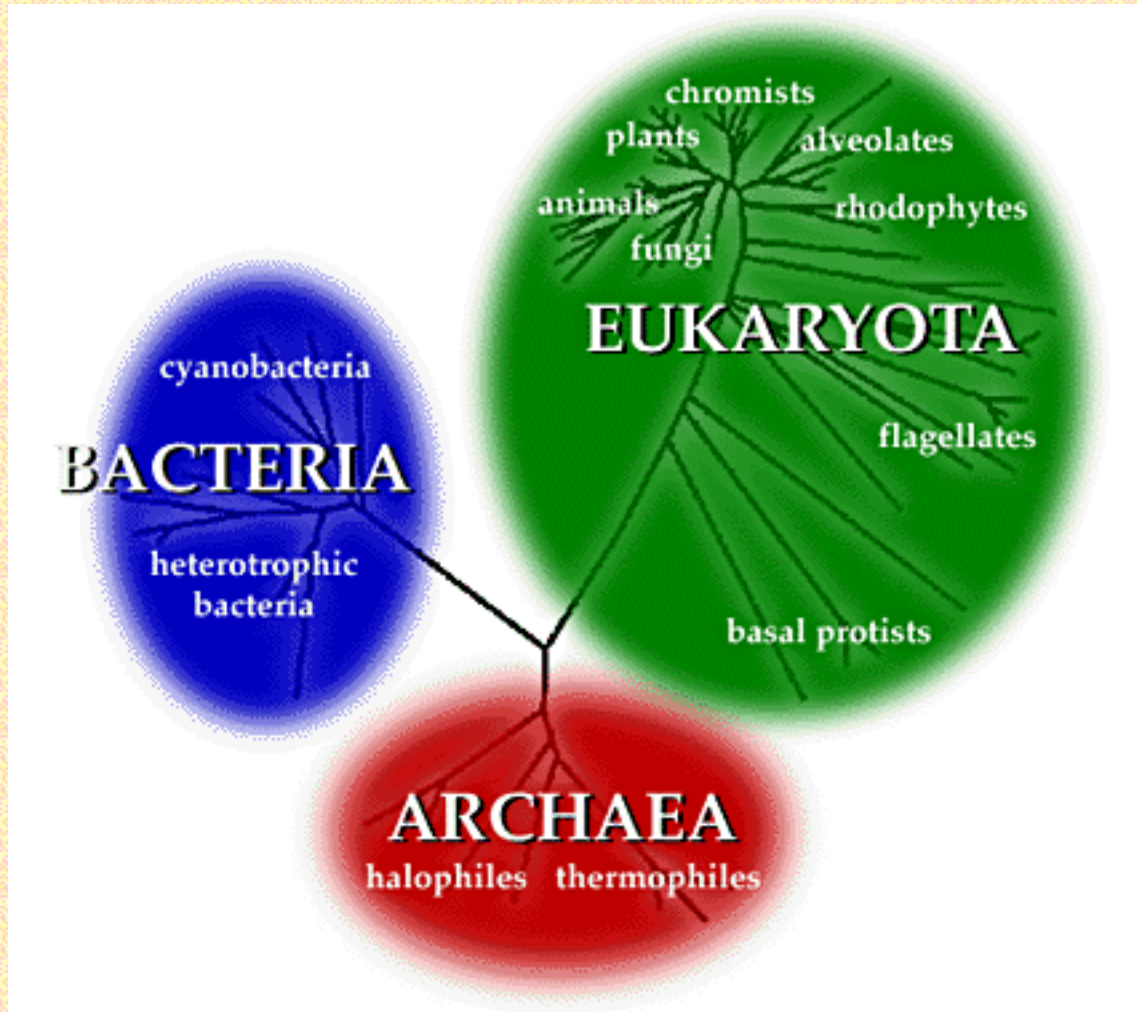 chromists
plants
alveolates
animals
rhodophytes
fungi
EUKARYOTA
cyanobacteria
flagellates
BACTERIA
heterotrophic
bacteria
basal protists
ARCHAEA
halophiles thermophiles